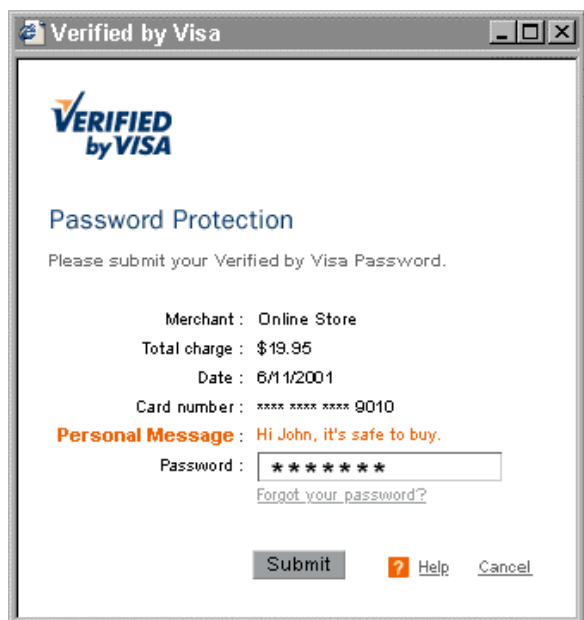 Verified by Visa
VERIFIED
by VISA
Password Protection
Please submit your Verified by Visa Password.
Merchant : Online Store
Total charge : $19.95
Date : 6/11/2001
Card number : **** **** **** 9010
Personal Message : Hi John, it's safe to buy.
Password : *******
Forgot your password?
Submit ? Help Cancel